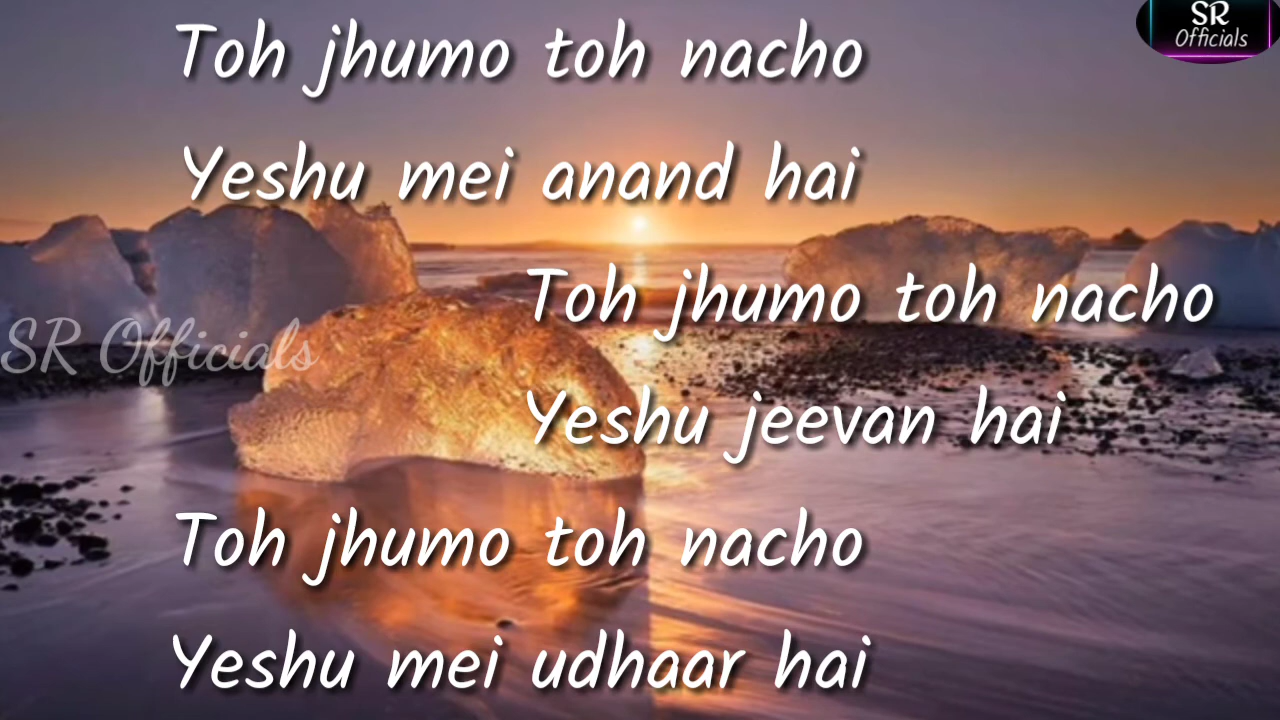 SR
Officials
Toh jhumo toh nacho
Yeshu mei anand hai
Toh jhumo toh nacho
SR Officials
Yeshu jeevan hai
Toh jhumo toh nacho
Yeshu mei udhaar hai